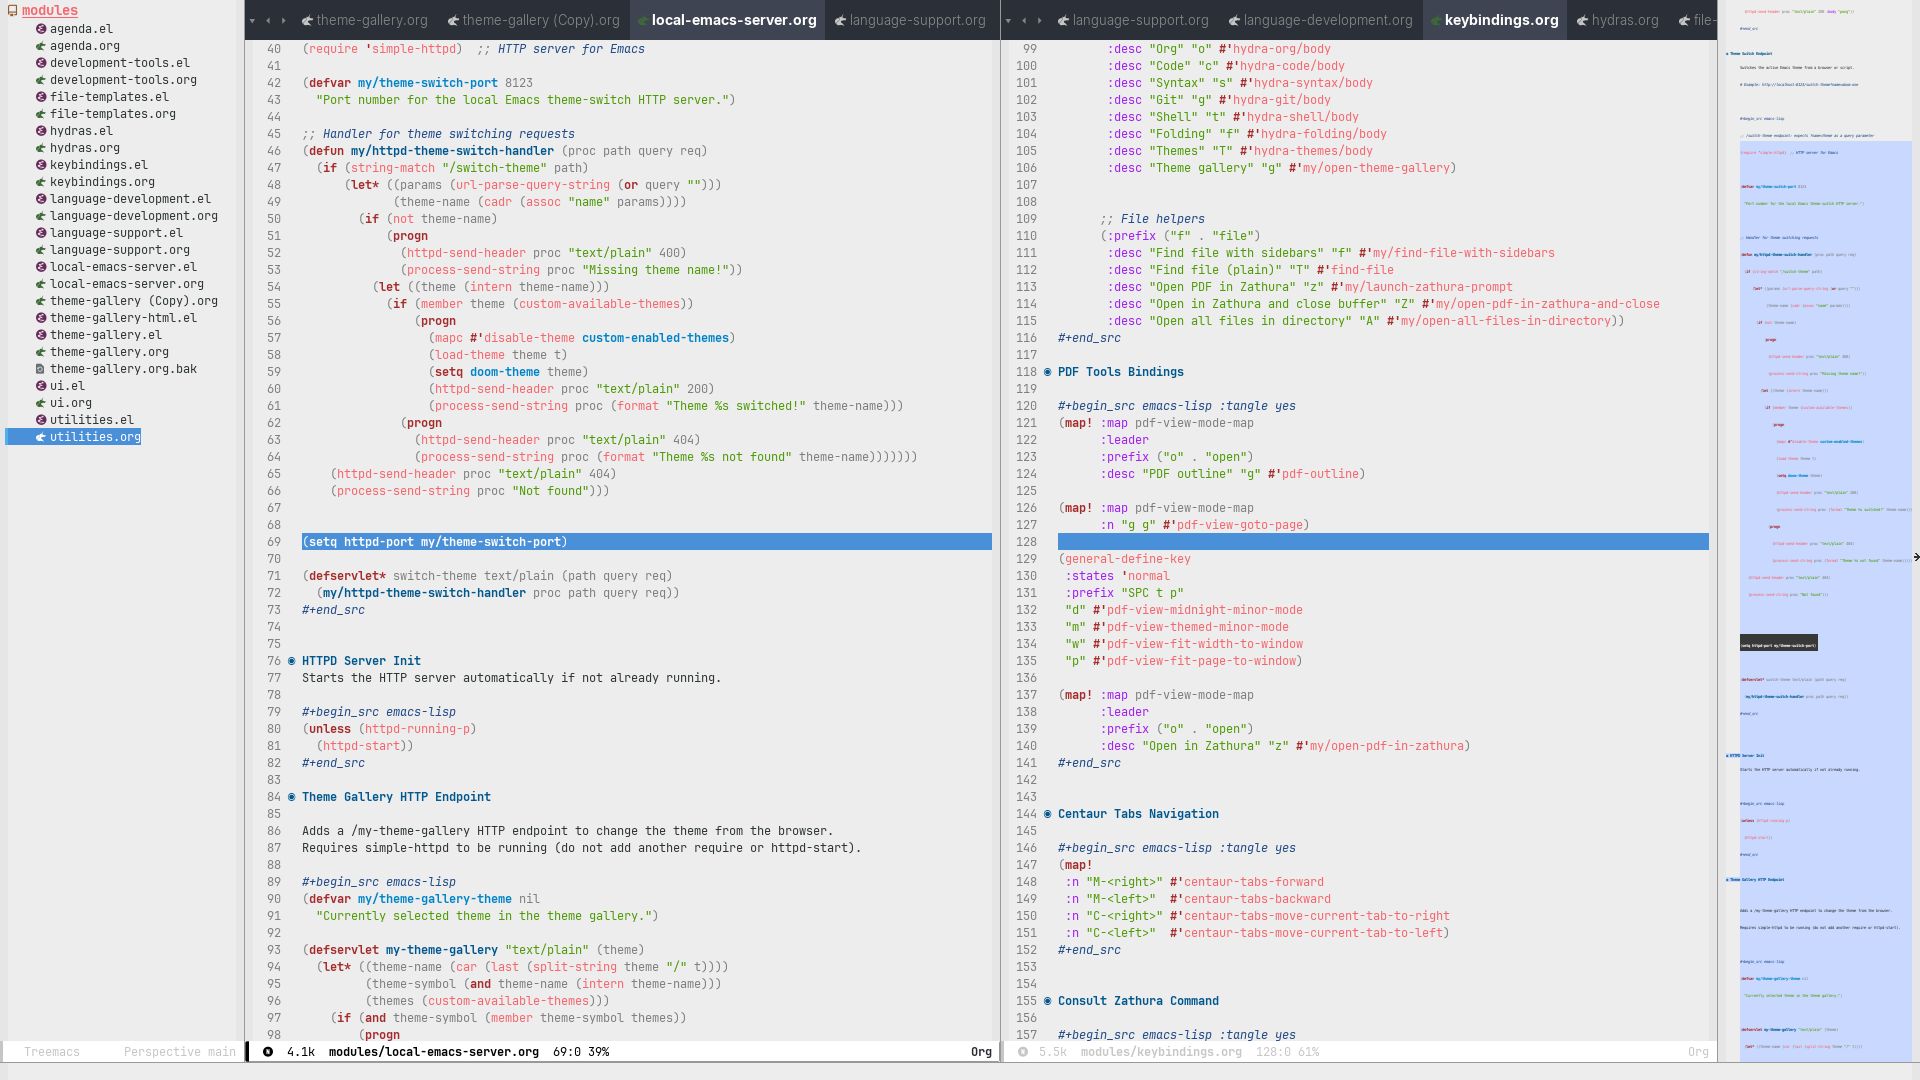 modules
agenda.el
agenda.org
development-tools.el
development-tools.org
file-templates.el
file-templates.org
hydras.el
hydras.org
keybindings.el
keybindings.org
language-development.el
language-development.org
language-support.el
language-support.org
local-emacs-server.el
local-emacs-server.org
theme-gallery (Copy).org
theme-gallery-html.el
theme-gallery.el
theme-gallery.org
theme-gallery.org.bak
ui.el
ui.org
utilities.el
utilities.org
Treemacs Perspective main
theme-gallery.org theme-gallery (Copy).org local-emacs-server.org language-support.org
40 (require 'simple-httpd)  ;; HTTP server for Emacs
41
42 (defvar my/theme-switch-port 8123
43   "Port number for the local Emacs theme-switch HTTP server.")
44
45 ;; Handler for theme switching requests
46 (defun my/httpd-theme-switch-handler (proc path query req)
47   (if (string-match "/switch-theme" path)
48       (let* ((params (url-parse-query-string (or query "")))
49              (theme-name (cadr (assoc "name" params))))
50         (if (not theme-name)
51             (progn
52               (httpd-send-header proc "text/plain" 400)
53               (process-send-string proc "Missing theme name!"))
54           (let ((theme (intern theme-name)))
55             (if (member theme (custom-available-themes))
56                 (progn
57                   (mapc #'disable-theme custom-enabled-themes)
58                   (load-theme theme t)
59                   (setq doom-theme theme)
60                   (httpd-send-header proc "text/plain" 200)
61                   (process-send-string proc (format "Theme %s switched!" theme-name)))
62               (progn
63                 (httpd-send-header proc "text/plain" 404)
64                 (process-send-string proc (format "Theme %s not found" theme-name)))))))
65     (httpd-send-header proc "text/plain" 404)
66     (process-send-string proc "Not found")))
67
68
69 (setq httpd-port my/theme-switch-port)
70
71 (defservlet* switch-theme text/plain (path query req)
72   (my/httpd-theme-switch-handler proc path query req))
73 #+end_src
74
75
76 ◉ HTTPD Server Init
77 Starts the HTTP server automatically if not already running.
78
79 #+begin_src emacs-lisp
80 (unless (httpd-running-p)
81   (httpd-start))
82 #+end_src
83
84 ◉ Theme Gallery HTTP Endpoint
85
86 Adds a /my-theme-gallery HTTP endpoint to change the theme from the browser.
87 Requires simple-httpd to be running (do not add another require or httpd-start).
88
89 #+begin_src emacs-lisp
90 (defvar my/theme-gallery-theme nil
91   "Currently selected theme in the theme gallery.")
92
93 (defservlet my-theme-gallery "text/plain" (theme)
94   (let* ((theme-name (car (last (split-string theme "/" t))))
95          (theme-symbol (and theme-name (intern theme-name)))
96          (themes (custom-available-themes)))
97     (if (and theme-symbol (member theme-symbol themes))
98         (progn
4.1k modules/local-emacs-server.org 69:0 39% Org
language-support.org language-development.org keybindings.org hydras.org file-
99        :desc "Org" "o" #'hydra-org/body
100        :desc "Code" "c" #'hydra-code/body
101        :desc "Syntax" "s" #'hydra-syntax/body
102        :desc "Git" "g" #'hydra-git/body
103        :desc "Shell" "t" #'hydra-shell/body
104        :desc "Folding" "f" #'hydra-folding/body
105        :desc "Themes" "T" #'hydra-themes/body
106        :desc "Theme gallery" "g" #'my/open-theme-gallery)
107
108
109       ;; File helpers
110       (:prefix ("f" . "file")
111        :desc "Find file with sidebars" "f" #'my/find-file-with-sidebars
112        :desc "Find file (plain)" "T" #'find-file
113        :desc "Open PDF in Zathura" "z" #'my/launch-zathura-prompt
114        :desc "Open in Zathura and close buffer" "Z" #'my/open-pdf-in-zathura-and-close
115        :desc "Open all files in directory" "A" #'my/open-all-files-in-directory))
116 #+end_src
117
118 ◉ PDF Tools Bindings
119
120 #+begin_src emacs-lisp :tangle yes
121 (map! :map pdf-view-mode-map
122       :leader
123       :prefix ("o" . "open")
124       :desc "PDF outline" "g" #'pdf-outline)
125
126 (map! :map pdf-view-mode-map
127       :n "g g" #'pdf-view-goto-page)
128
129 (general-define-key
130  :states 'normal
131  :prefix "SPC t p"
132  "d" #'pdf-view-midnight-minor-mode
133  "m" #'pdf-view-themed-minor-mode
134  "w" #'pdf-view-fit-width-to-window
135  "p" #'pdf-view-fit-page-to-window)
136
137 (map! :map pdf-view-mode-map
138       :leader
139       :prefix ("o" . "open")
140       :desc "Open in Zathura" "z" #'my/open-pdf-in-zathura)
141 #+end_src
142
143
144 ◉ Centaur Tabs Navigation
145
146 #+begin_src emacs-lisp :tangle yes
147 (map!
148  :n "M-<right>" #'centaur-tabs-forward
149  :n "M-<left>"  #'centaur-tabs-backward
150  :n "C-<right>" #'centaur-tabs-move-current-tab-to-right
151  :n "C-<left>"  #'centaur-tabs-move-current-tab-to-left)
152 #+end_src
153
154
155 ◉ Consult Zathura Command
156
157 #+begin_src emacs-lisp :tangle yes
5.5k modules/keybindings.org 128:0 61% Org